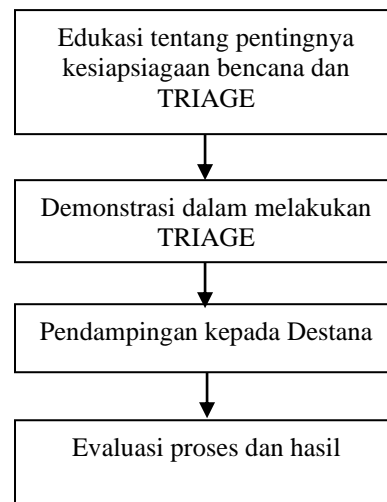 Edukasi tentang pentingnya
kesiapsiagaan bencana dan
TRIAGE
Demonstrasi dalam melakukan
TRIAGE
Pendampingan kepada Destana
Evaluasi proses dan hasil